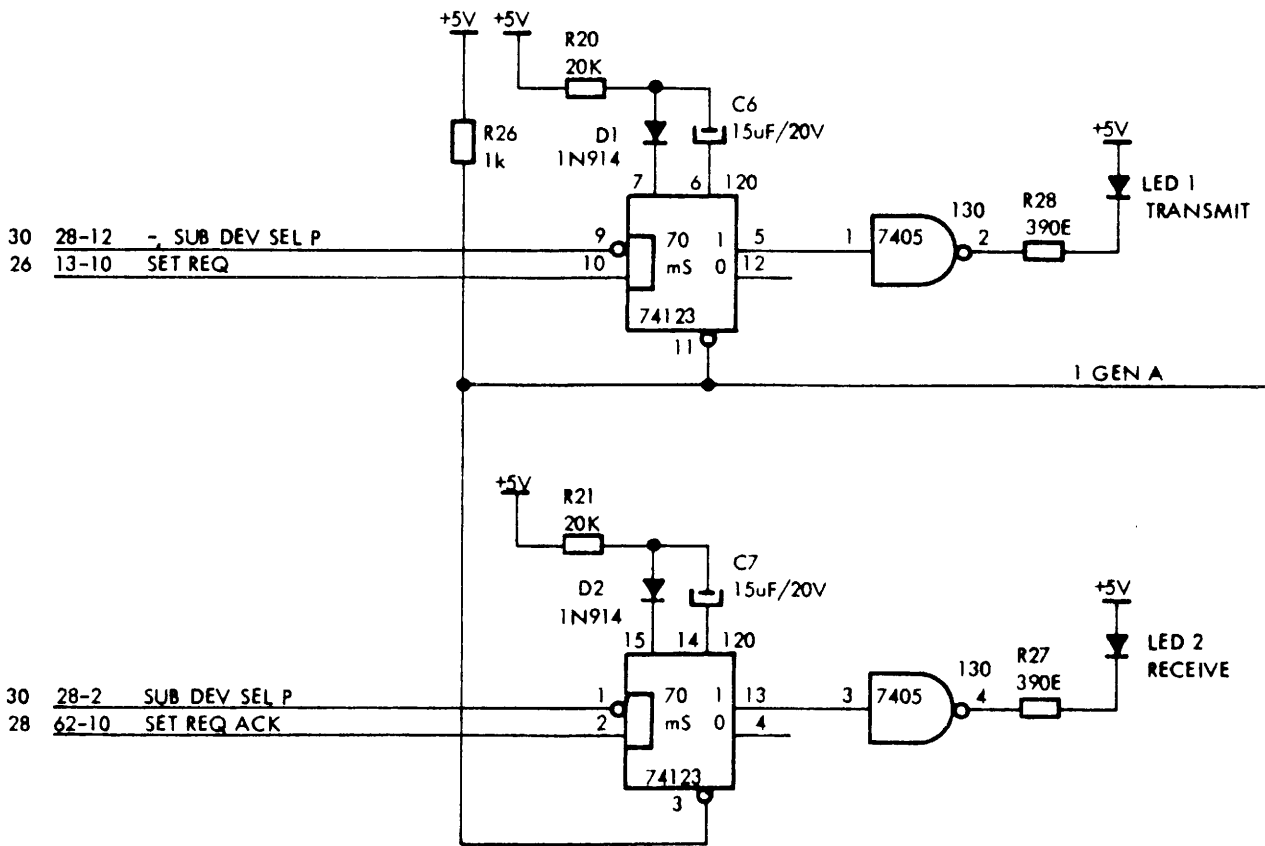 +5V
+5V
R20
20K
C6
15uF/20V
R26
1k
D1
1N914
+5V
7
6
120
LED 1
TRANSMIT
130
R28
390E
30 28-12 -, SUB DEV SEL P
9
70
1
5
1
7405
2
26 13-10 SET REQ
10
mS
0
12
74123
11
1 GEN A
+5V
R21
20K
C7
15uF/20V
D2
1N914
+5V
15
14
120
LED 2
RECEIVE
130
R27
390E
30 28-2 SUB DEV SEL P
1
70
1
13
3
7405
4
28 62-10 SET REQ ACK
2
mS
0
4
74123
3